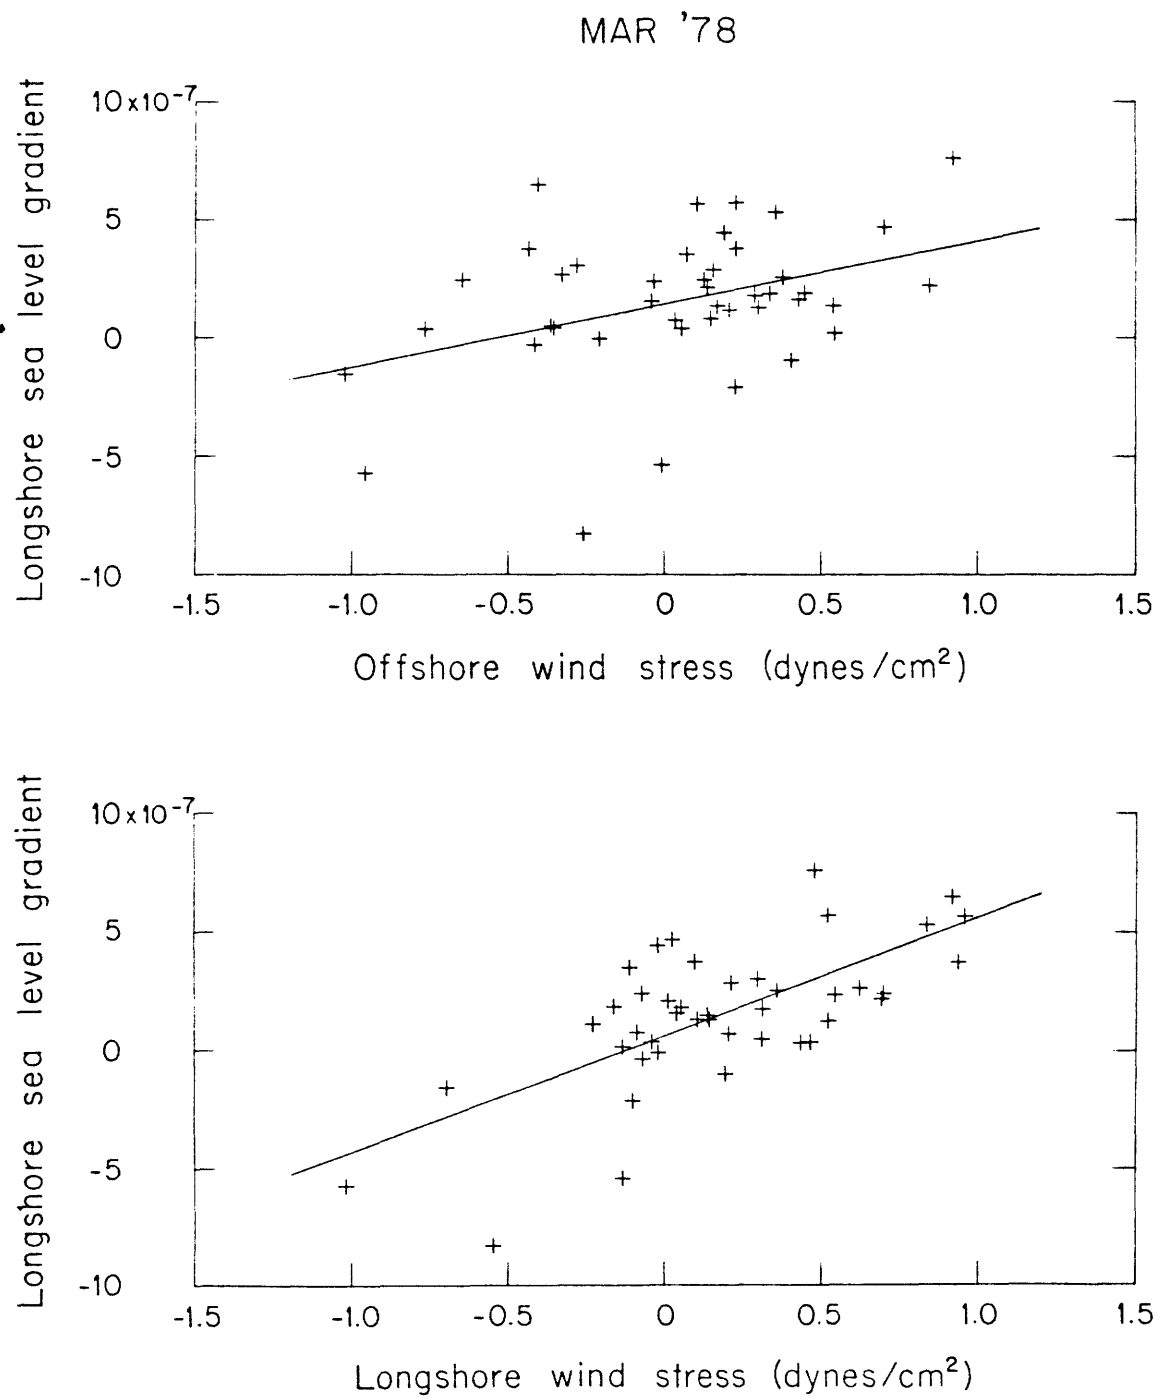 MAR '78
Longshore sea level gradient
10x10-7
5
0
-5
-10
-1.5 -1.0 -0.5 0 0.5 1.0 1.5
Offshore wind stress (dynes/cm²)
Longshore sea level gradient
10x10-7
5
0
-5
-10
-1.5 -1.0 -0.5 0 0.5 1.0 1.5
Longshore wind stress (dynes/cm²)